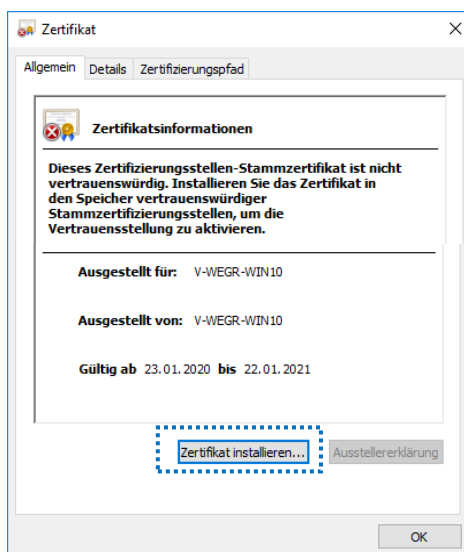 Zertifikat
Allgemein Details Zertifizierungspfad
Zertifikatsinformationen
Dieses Zertifizierungsstellen-Stammzertifikat ist nicht
vertrauenswürdig. Installieren Sie das Zertifikat in
den Speicher vertrauenswürdiger
Stammzertifizierungsstellen, um die
Vertrauensstellung zu aktivieren.
Ausgestellt für: V-WEGR-WIN10
Ausgestellt von: V-WEGR-WIN10
Gültig ab 23.01.2020 bis 22.01.2021
Zertifikat installieren... Ausstellererklärung
OK